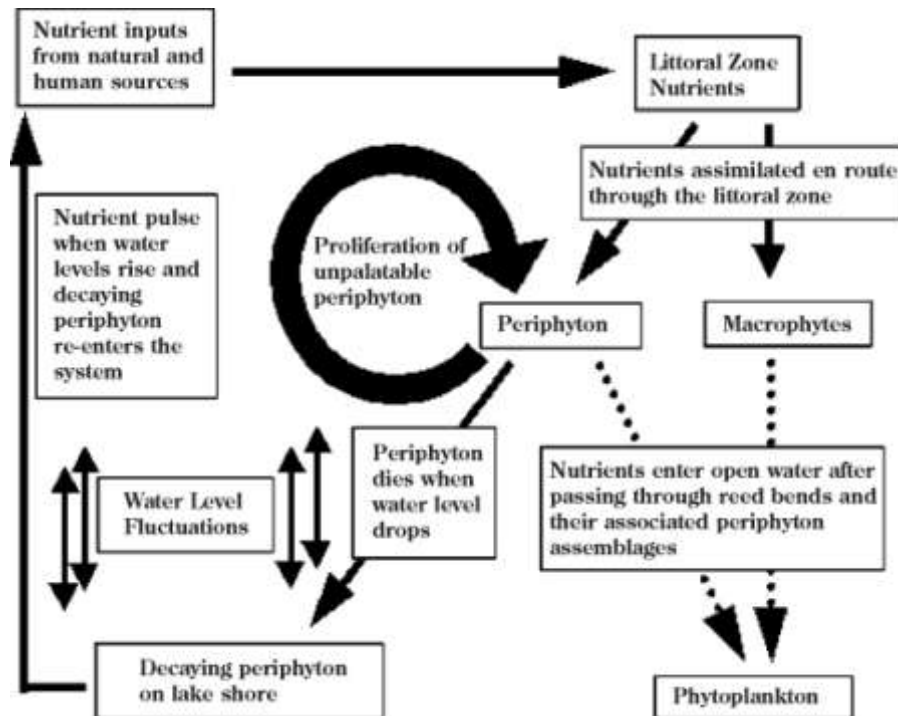 Nutrient inputs
from natural and
human sources
Littoral Zone
Nutrients
Nutrients assimilated en route
through the littoral zone
Nutrient pulse
when water
levels rise and
decaying
periphyton
re-enters the
system
Proliferation of
unpalatable
periphyton
Periphyton
Macrophytes
Periphyton
dies when
water level
drops
Water Level
Fluctuations
Nutrients enter open water after
passing through reed bends and
their associated periphyton
assemblages
Decaying periphyton
on lake shore
Phytoplankton